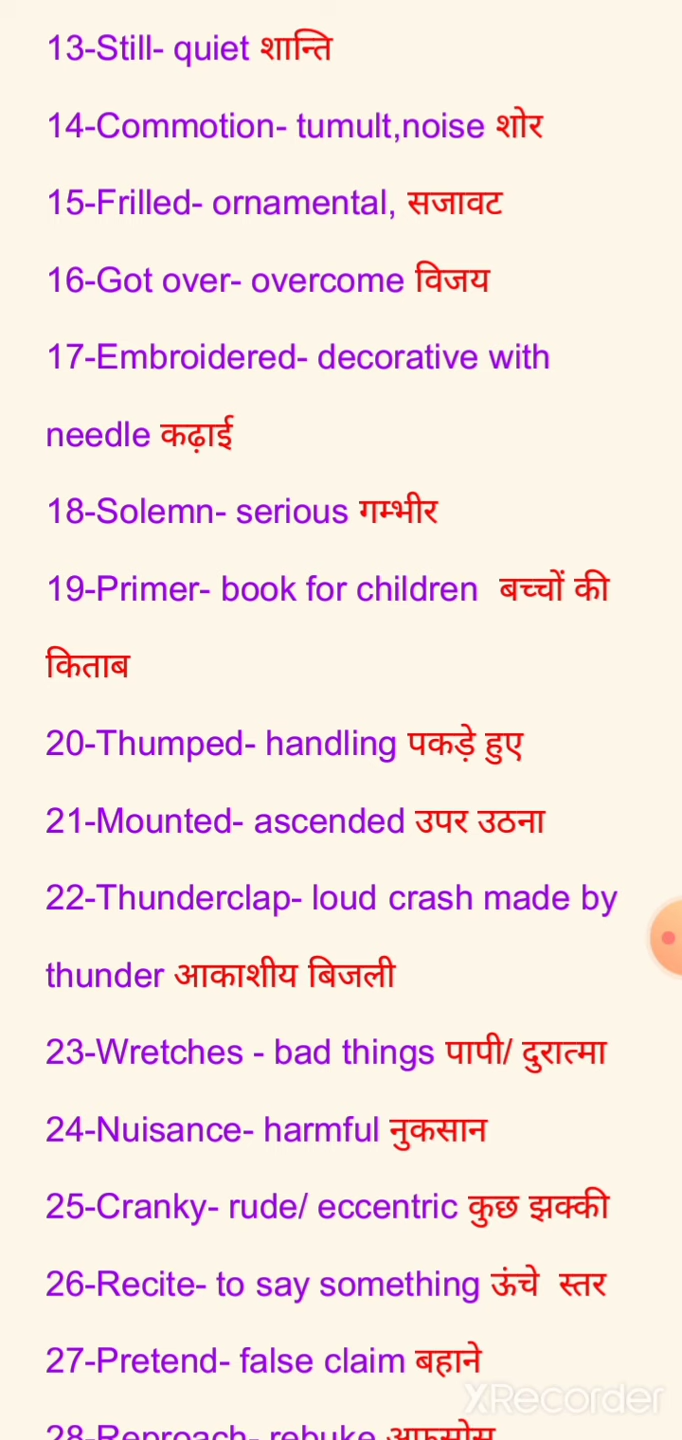 13-Still- quiet शान्ति
14-Commotion- tumult,noise शोर
15-Frilled- ornamental, सजावट
16-Got over- overcome विजय
17-Embroidered- decorative with
needle कढ़ाई
18-Solemn- serious गम्भीर
19-Primer- book for children बच्चों की
किताब
20-Thumped- handling पकड़े हुए
21-Mounted- ascended उपर उठना
22-Thunderclap- loud crash made by
thunder आकाशीय बिजली
23-Wretches - bad things पापी/ दुरात्मा
24-Nuisance- harmful नुकसान
25-Cranky- rude/ eccentric कुछ झक्की
26-Recite- to say something ऊंचे स्तर
27-Pretend- false claim बहाने
XRecorder
28-Reproach- rebuke अफसोस